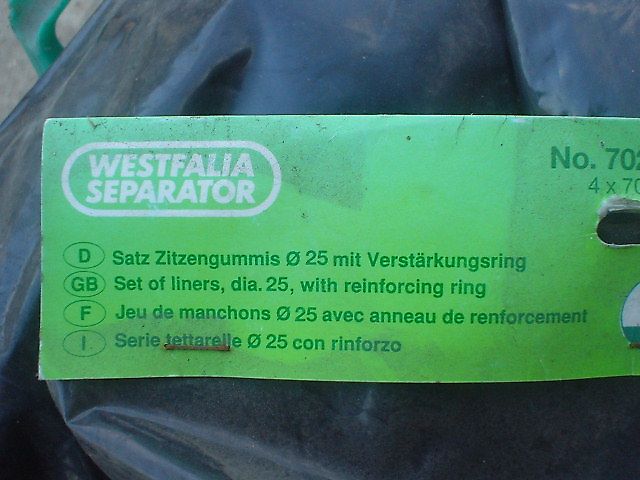 WESTFALIA
SEPARATOR
No. 702
4 x 70
D Satz Zitzengummis Ø 25 mit Verstärkungsring
GB Set of liners, dia. 25, with reinforcing ring
F Jeu de manchons Ø 25 avec anneau de renforcement
I Serie tettarelle Ø 25 con rinforzo